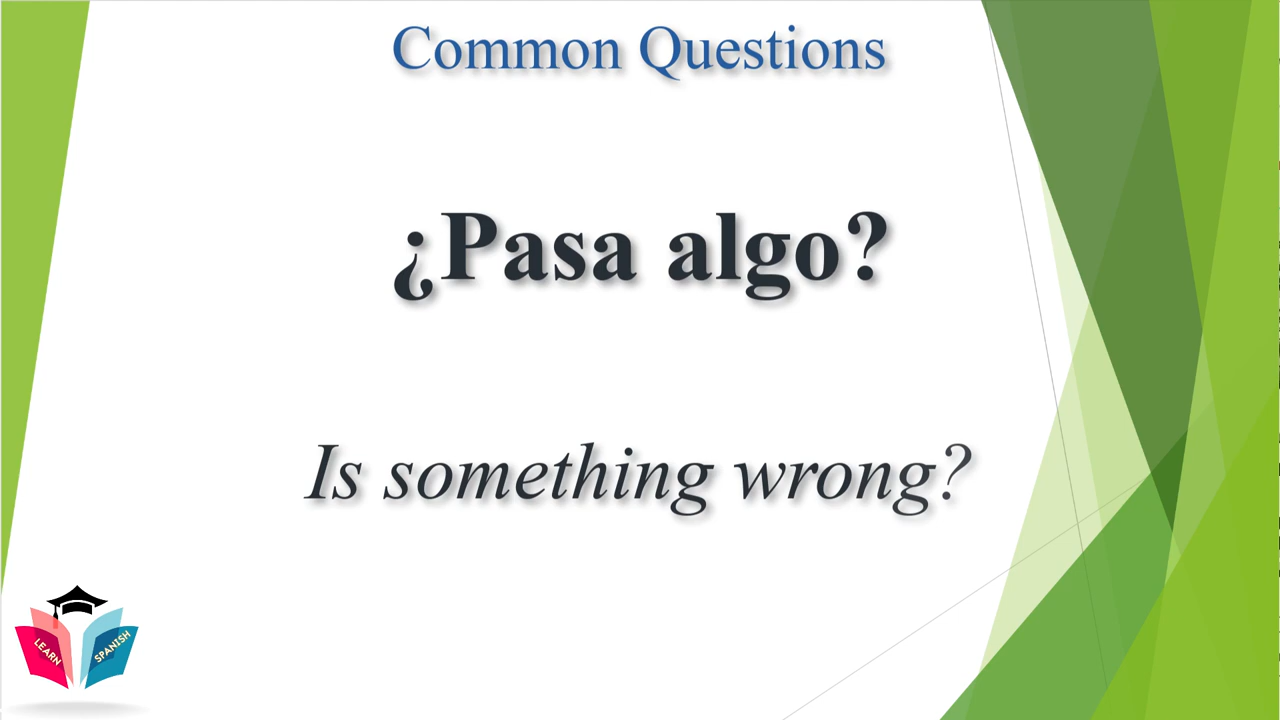 Common Questions
¿Pasa algo?
Is something wrong?
LEARN SPANISH